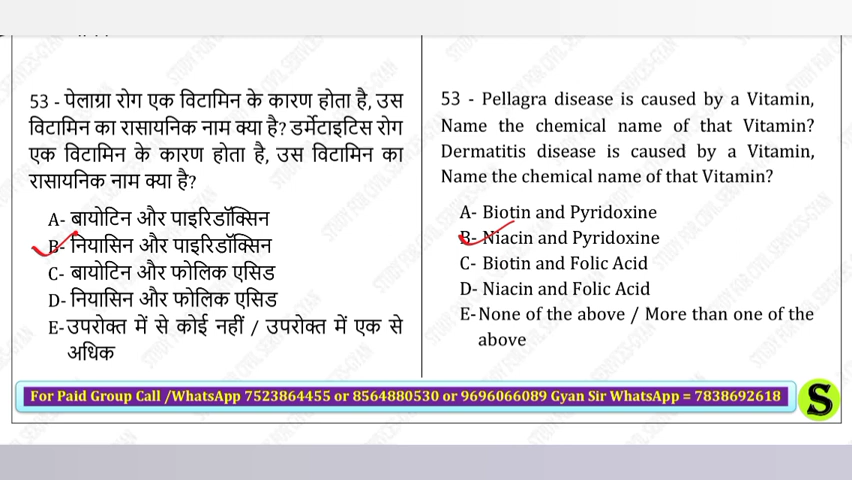 53 - पेलाग्रा रोग एक विटामिन के कारण होता है, उस
विटामिन का रासायनिक नाम क्या है? डर्मेटाइटिस रोग
एक विटामिन के कारण होता है, उस विटामिन का
रासायनिक नाम क्या है?
A- बायोटिन और पाइरिडॉक्सिन
B- नियासिन और पाइरिडॉक्सिन
C- बायोटिन और फोलिक एसिड
D- नियासिन और फोलिक एसिड
E- उपरोक्त में से कोई नहीं / उपरोक्त में एक से
अधिक
53 - Pellagra disease is caused by a Vitamin,
Name the chemical name of that Vitamin?
Dermatitis disease is caused by a Vitamin,
Name the chemical name of that Vitamin?
A- Biotin and Pyridoxine
B- Niacin and Pyridoxine
C- Biotin and Folic Acid
D- Niacin and Folic Acid
E- None of the above / More than one of the
above
For Paid Group Call /WhatsApp 7523864455 or 8564880530 or 9696066089 Gyan Sir WhatsApp = 7838692618
S